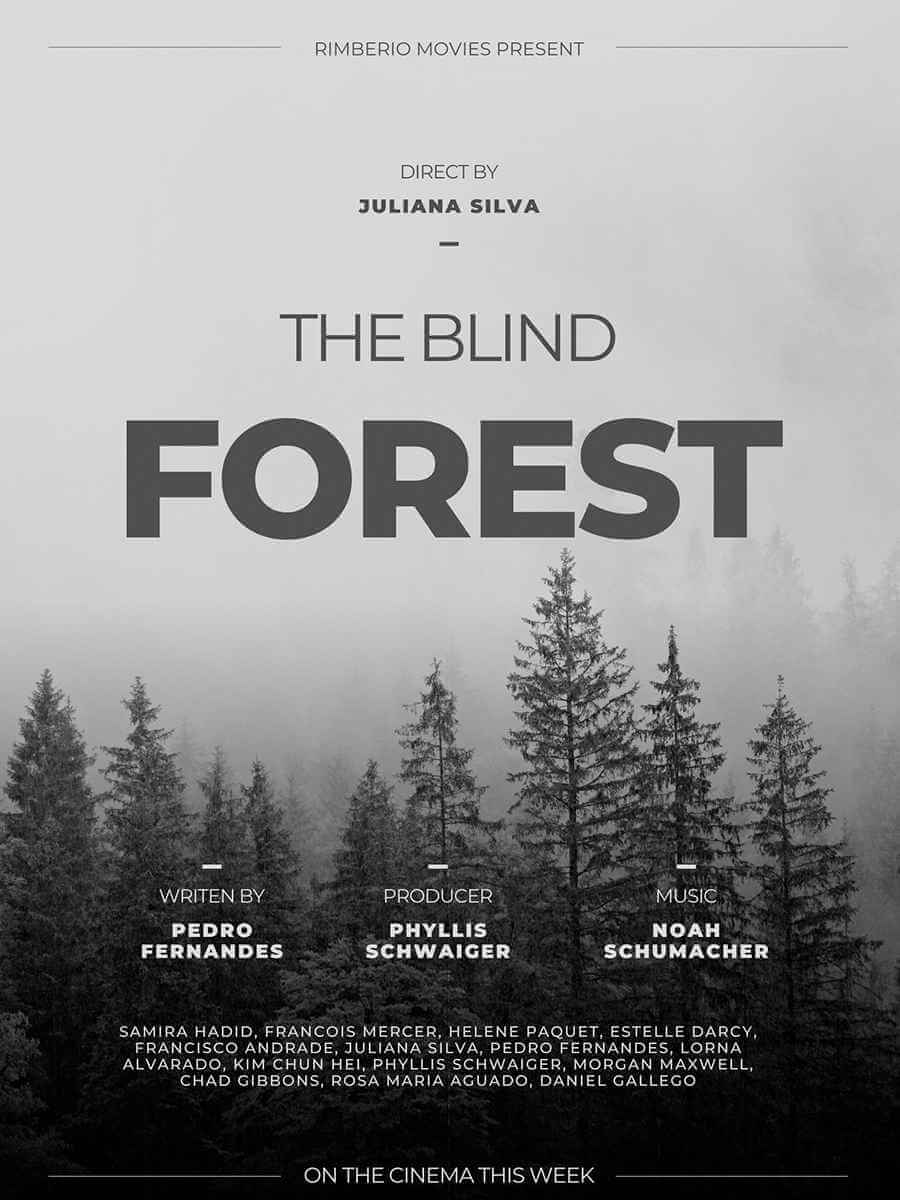 RIMBERIO MOVIES PRESENT
DIRECT BY
JULIANA SILVA
THE BLIND
FOREST
WRITEN BY
PEDRO
FERNANDES
PRODUCER
PHYLLIS
SCHWAIGER
MUSIC
NOAH
SCHUMACHER
SAMIRA HADID, FRANCOIS MERCER, HELENE PAQUET, ESTELLE DARCY,
FRANCISCO ANDRADE, JULIANA SILVA, PEDRO FERNANDES, LORNA
ALVARADO, KIM CHUN HEI, PHYLLIS SCHWAIGER, MORGAN MAXWELL,
CHAD GIBBONS, ROSA MARIA AGUADO, DANIEL GALLEGO
ON THE CINEMA THIS WEEK